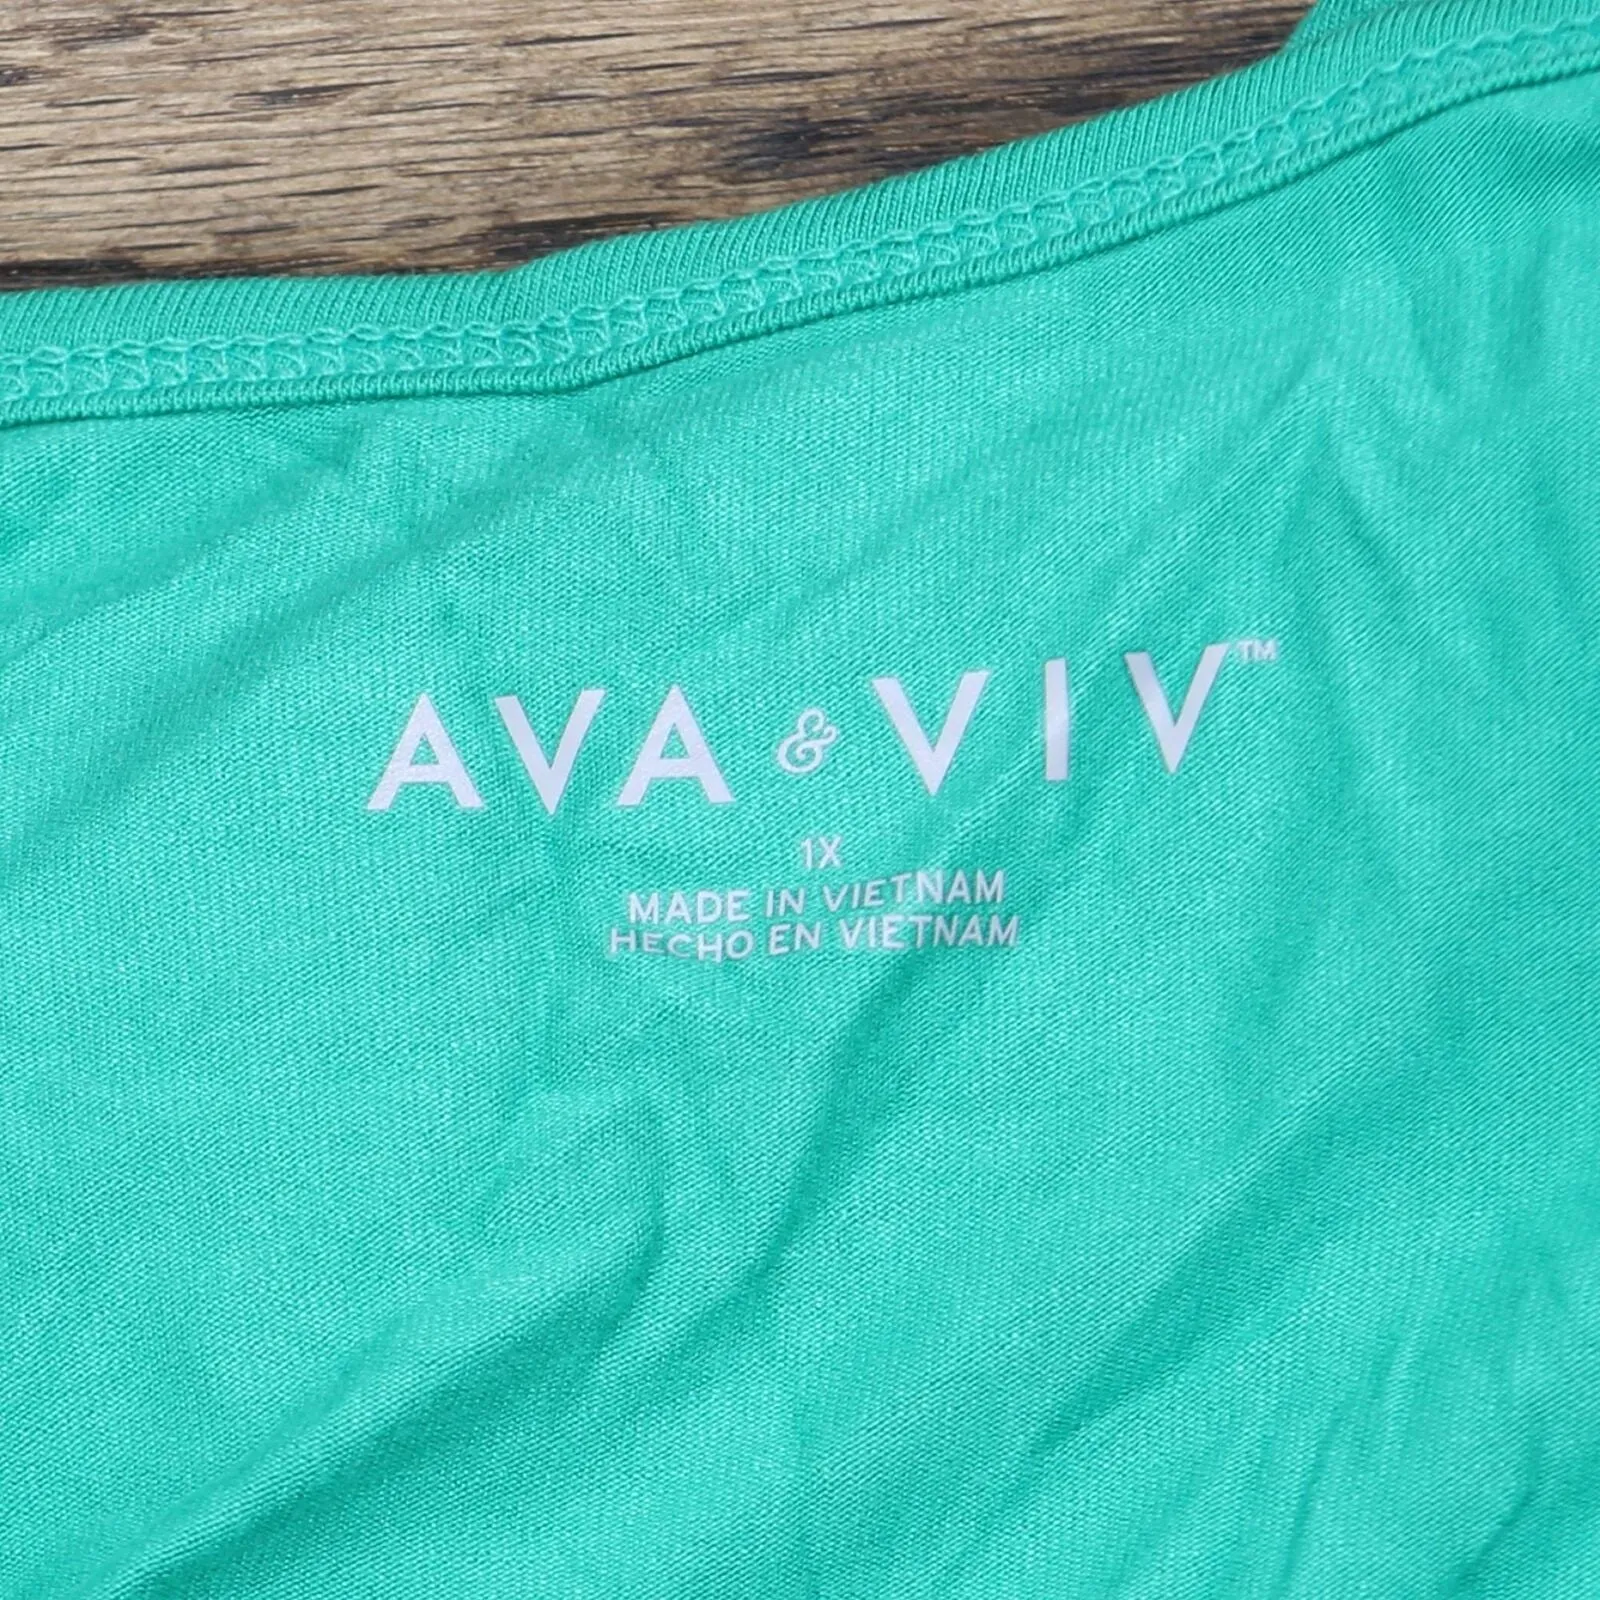 AVA & VIV™
1X
MADE IN VIETNAM
HECHO EN VIETNAM